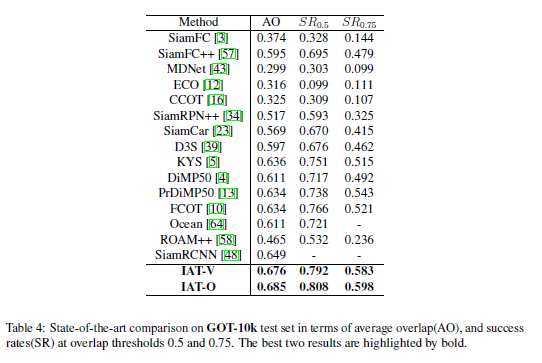 Method AO SR0.5 SR0.75
SiamFC [3] 0.374 0.328 0.144
SiamFC++ [57] 0.595 0.695 0.479
MDNet [43] 0.299 0.303 0.099
ECO [12] 0.316 0.099 0.111
CCOT [16] 0.325 0.309 0.107
SiamRPN++ [34] 0.517 0.593 0.325
SiamCar [23] 0.569 0.670 0.415
D3S [39] 0.597 0.676 0.462
KYS [5] 0.636 0.751 0.515
DiMP50 [4] 0.611 0.717 0.492
PrDiMP50 [13] 0.634 0.738 0.543
FCOT [10] 0.634 0.766 0.521
Ocean [64] 0.611 0.721 -
ROAM++ [58] 0.465 0.532 0.236
SiamRCNN [48] 0.649 - -
IAT-V 0.676 0.792 0.583
IAT-O 0.685 0.808 0.598
Table 4: State-of-the-art comparison on GOT-10k test set in terms of average overlap(AO), and success
rates(SR) at overlap thresholds 0.5 and 0.75. The best two results are highlighted by bold.